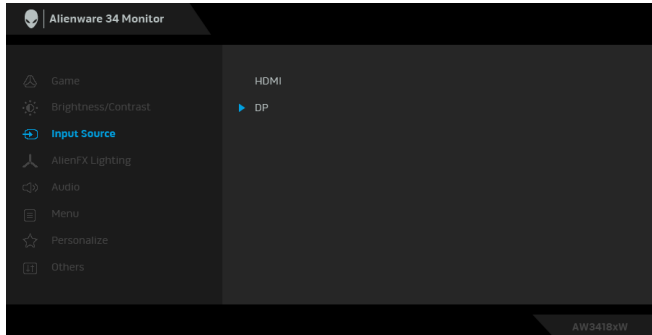 Alienware 34 Monitor
Game
Brightness/Contrast
Input Source
AlienFX Lighting
Audio
Menu
Personalize
Others
HDMI
DP
AW3418xW